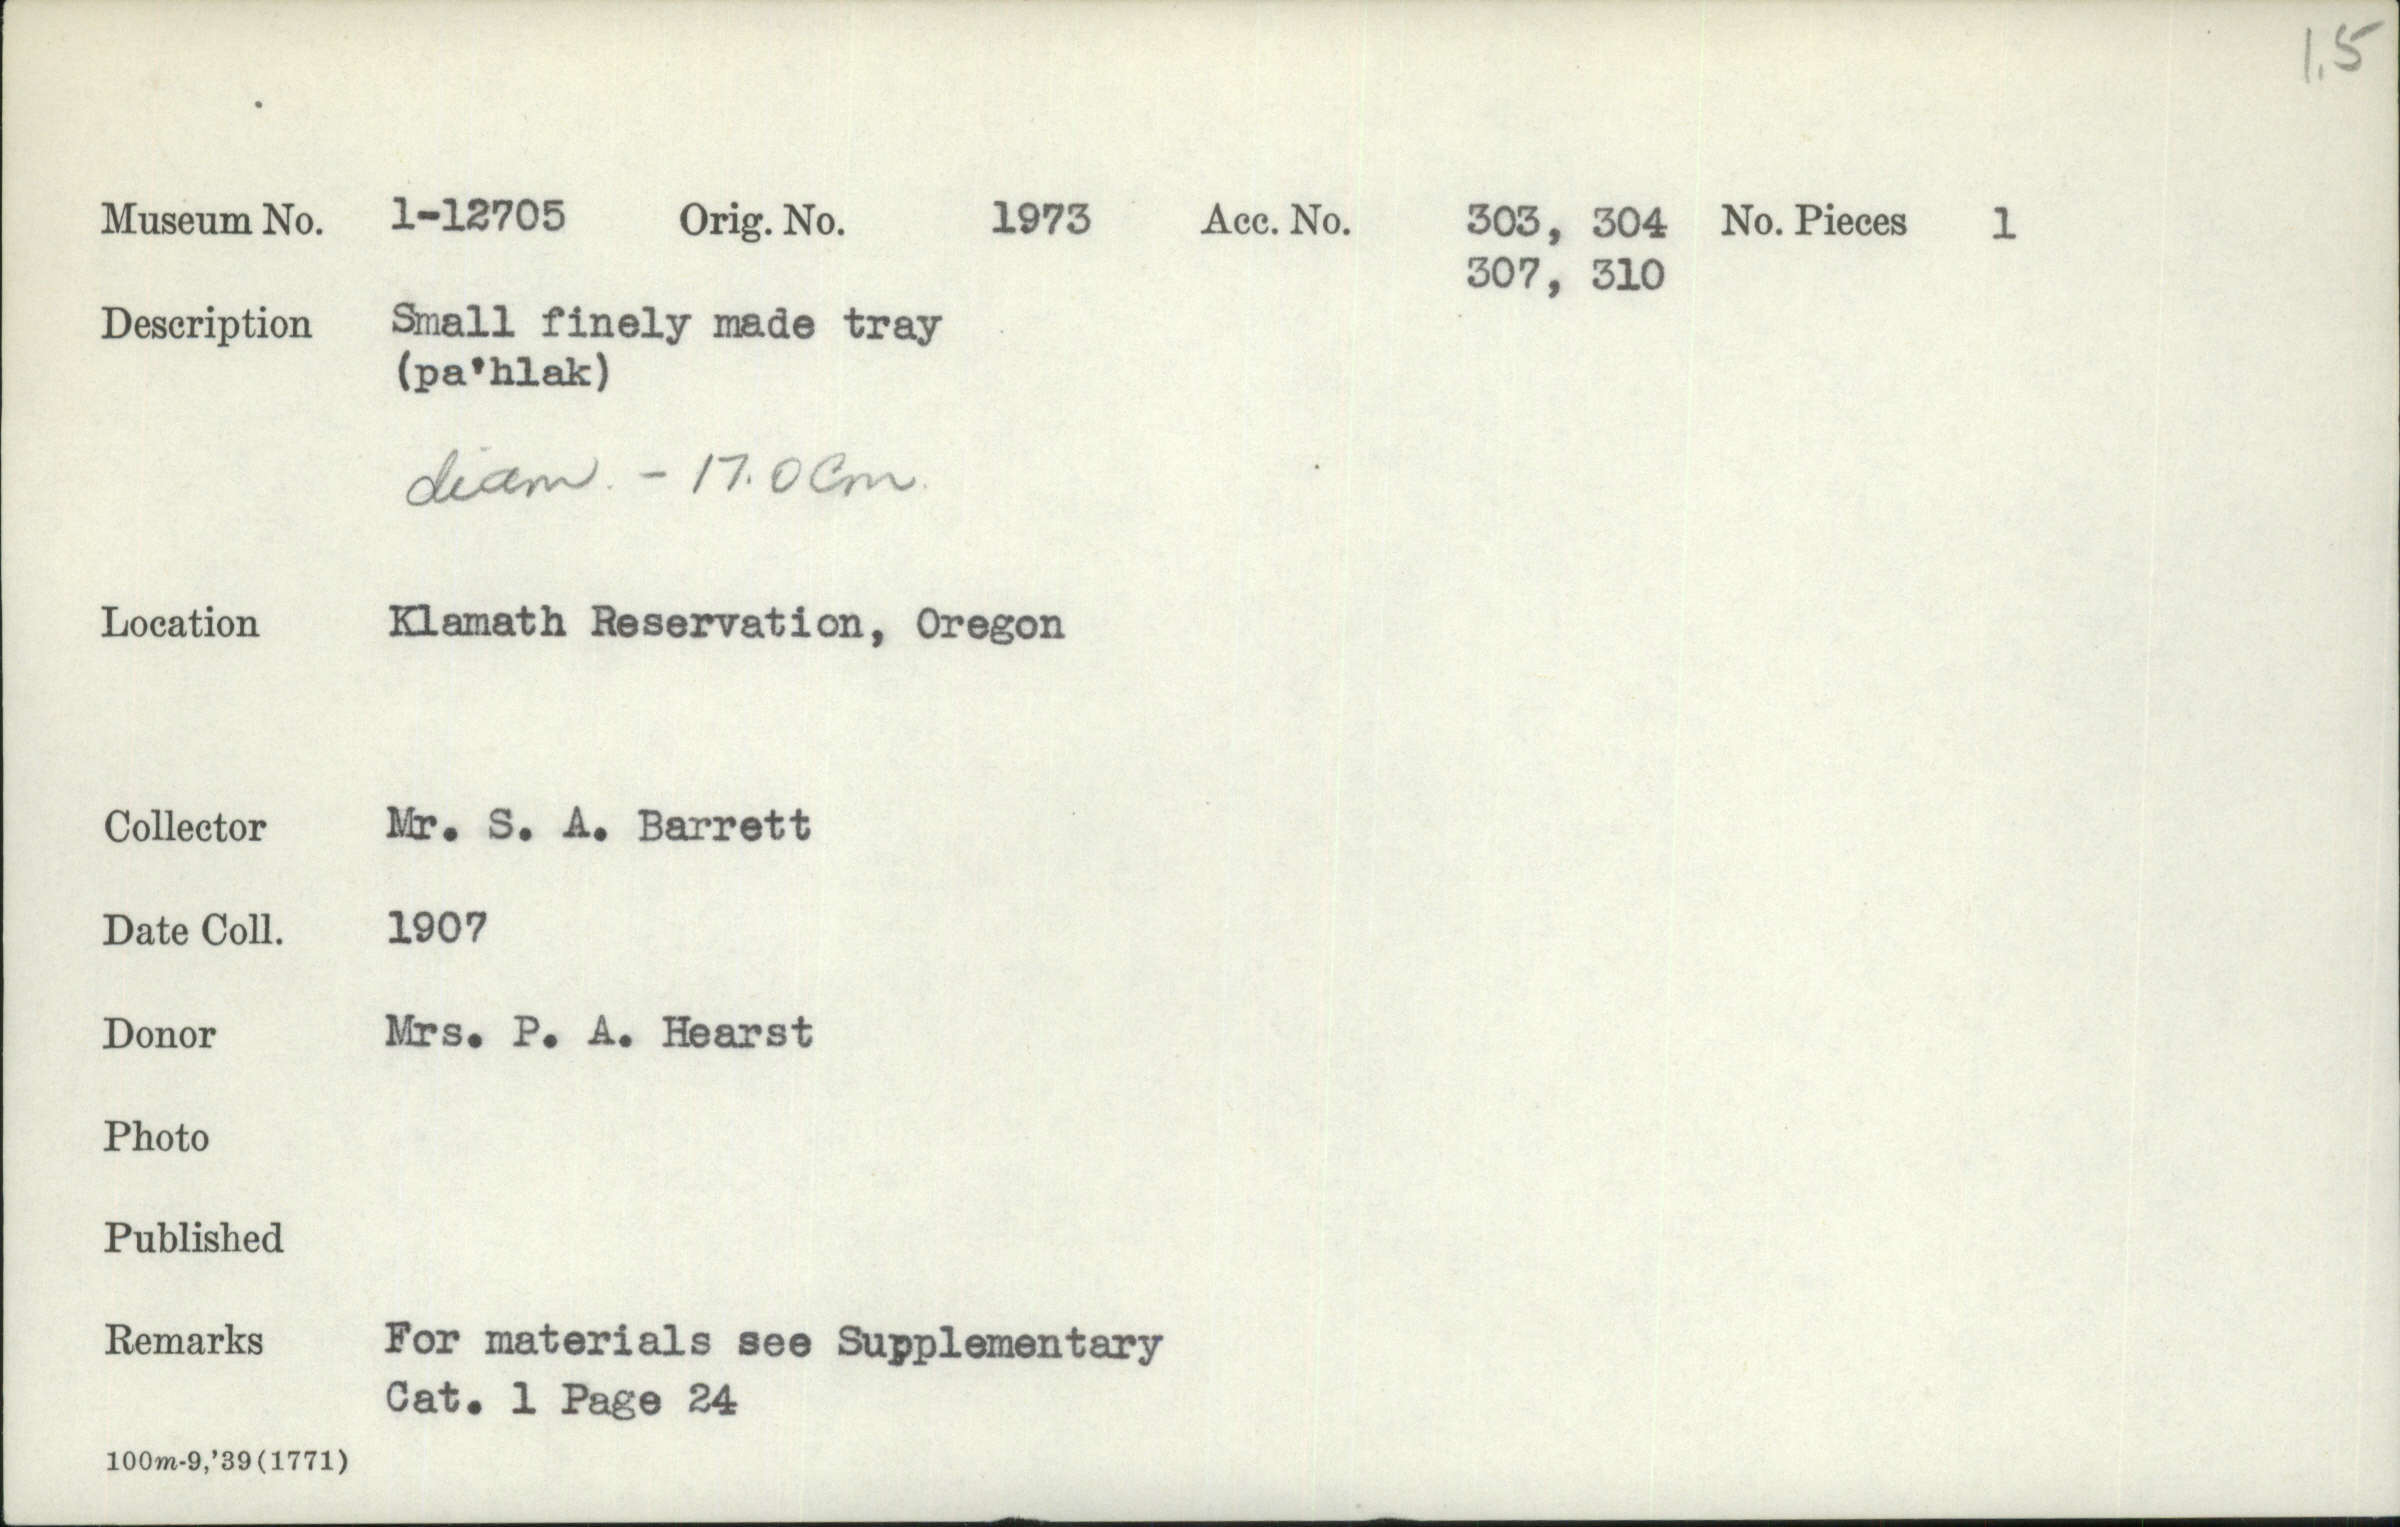 1.5
Museum No. 1-12705 Orig. No. 1973 Acc. No. 303, 304 No. Pieces 1
307, 310
Description Small finely made tray
(pa'hlak)
diam. - 17.0 Cm.
Location Klamath Reservation, Oregon
Collector Mr. S. A. Barrett
Date Coll. 1907
Donor Mrs. P. A. Hearst
Photo
Published
Remarks For materials see Supplementary
Cat. 1 Page 24
100m-9,'39(1771)